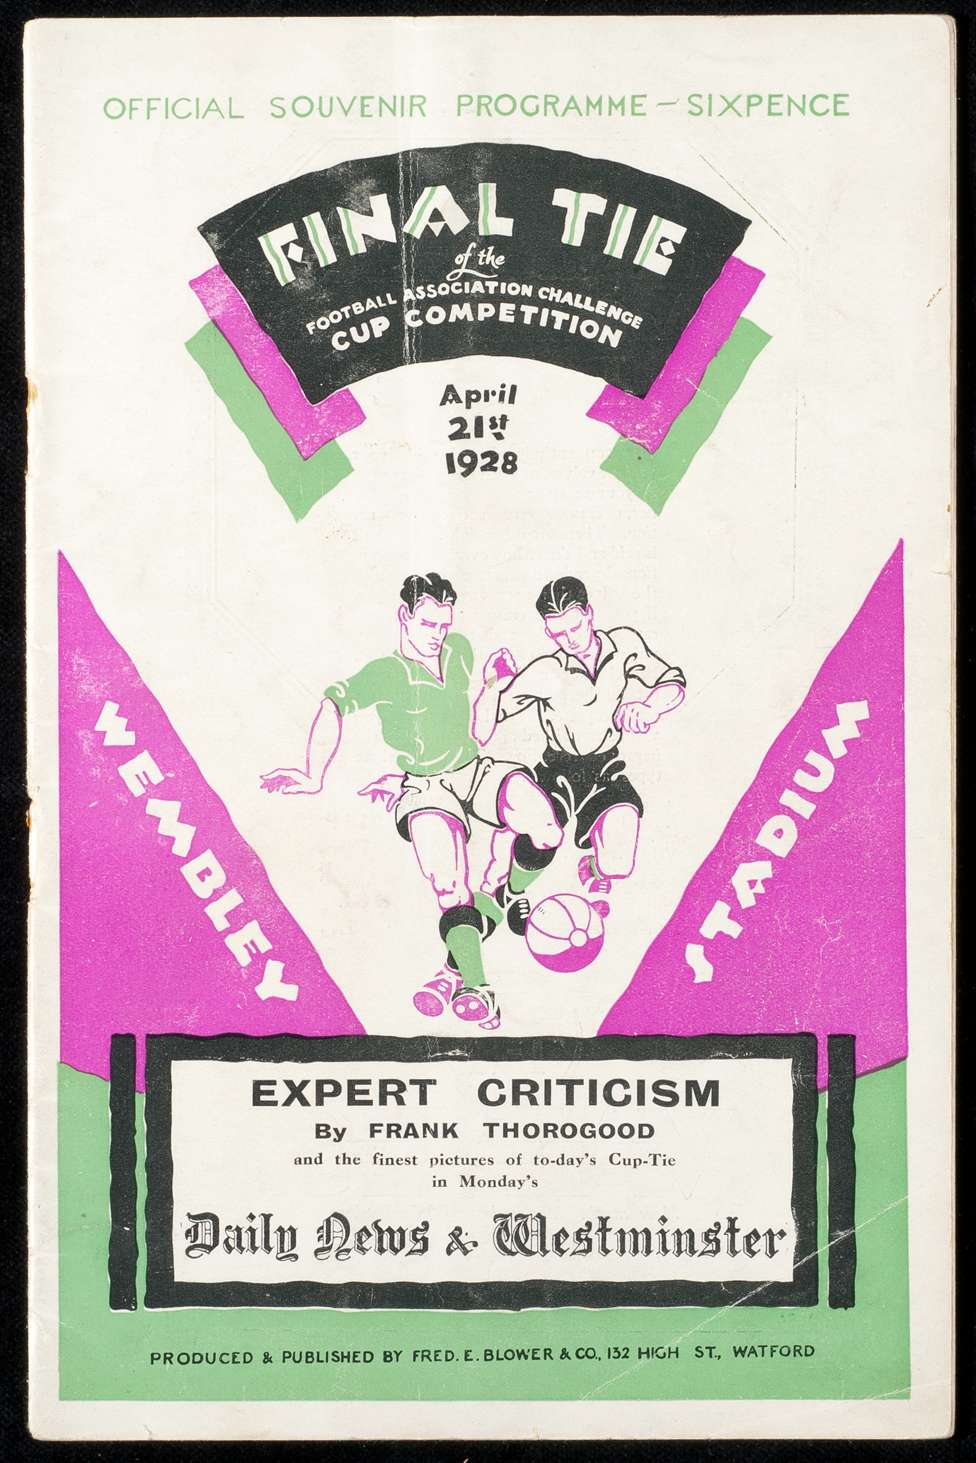 OFFICIAL SOUVENIR PROGRAMME – SIXPENCE
FINAL TIE
of the
FOOTBALL ASSOCIATION CHALLENGE
CUP COMPETITION
April
21st
1928
WEMBLEY
STADIUM
EXPERT CRITICISM
By FRANK THOROGOOD
and the finest pictures of to-day's Cup-Tie
in Monday's
Daily News & Westminster
PRODUCED & PUBLISHED BY FRED. E. BLOWER & CO., 132 HIGH ST., WATFORD